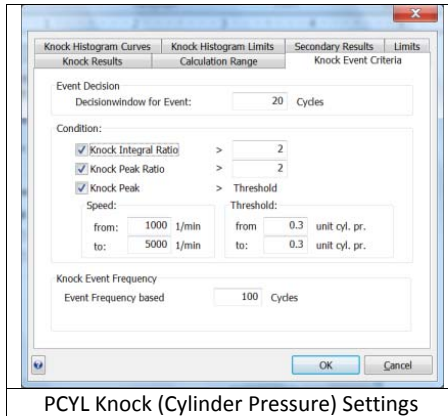 Knock Histogram Curves Knock Histogram Limits Secondary Results Limits
Knock Results Calculation Range Knock Event Criteria
Event Decision
Decisionwindow for Event: 20 Cydes
Condition:
Knock Integral Ratio > 2
Knock Peak Ratio > 2
Knock Peak > Threshold
Speed: Threshold:
from: 1000 1/min from 0.3 unit cyl. pr.
to: 5000 1/min to: 0.3 unit cyl. pr.
Knock Event Frequency
Event Frequency based 100 Cydes
OK Cancel
PCYL Knock (Cylinder Pressure) Settings